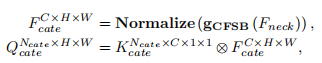 F_{cate}^{C×H×W} = Normalize (g_{CFSB} (F_{neck})) ,
Q_{cate}^{N_{cate}×H×W} = K_{cate}^{N_{cate}×C×1×1} ⊗ F_{cate}^{C×H×W},